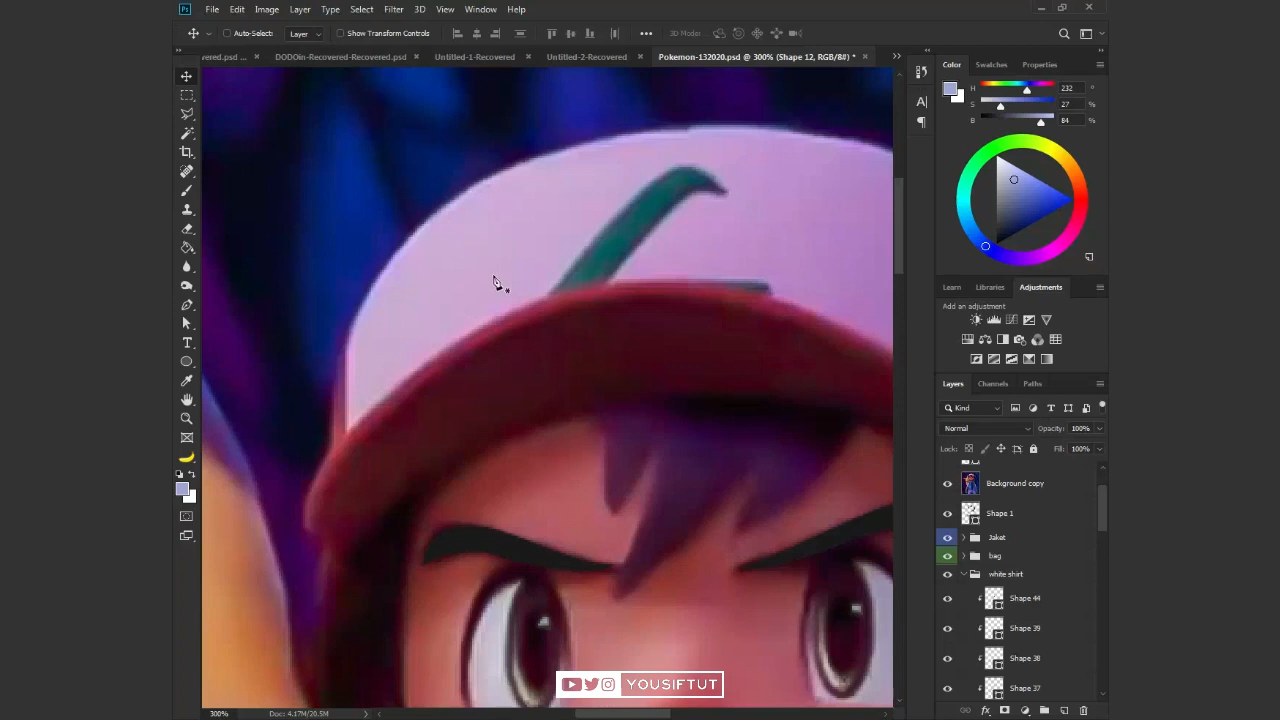 Ps File Edit Image Layer Type Select Filter 3D View Window Help
Auto-Select: Layer Show Transform Controls 3D Mode:
vered.psd ... × DODOin-Recovered-Recovered.psd × Untitled-1-Recovered × Untitled-2-Recovered × Pokemon-132020.psd @ 300% (Shape 12, RGB/8#) * ×
Color Swatches Properties
H 232 °
S 27 %
B 84 %
Learn Libraries Adjustments
Add an adjustment
Layers Channels Paths
Kind
Normal Opacity: 100%
Lock: Fill: 100%
Background copy
Shape 1
Jaket
bag
white shirt
Shape 44
Shape 39
Shape 38
Shape 37
YOUSIFTUT
300% Doc: 4.17M/20.5M